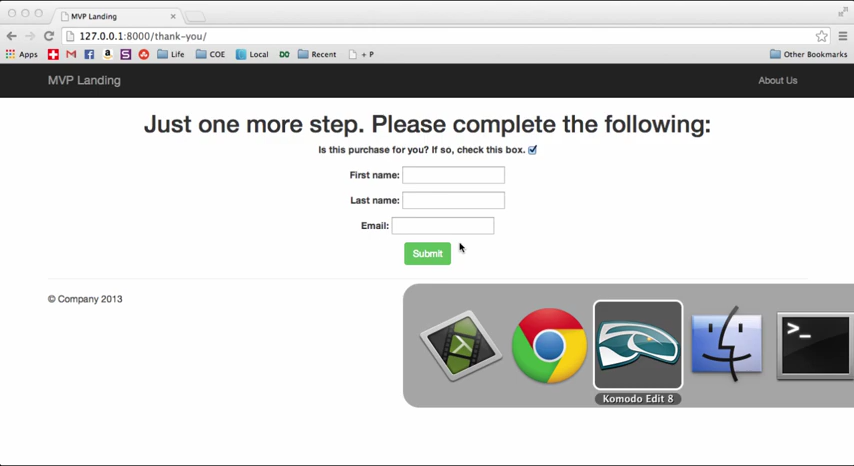 MVP Landing
127.0.0.1:8000/thank-you/
Apps Life COE Local DO Recent + P Other Bookmarks
MVP Landing About Us
Just one more step. Please complete the following:
Is this purchase for you? If so, check this box.
First name:
Last name:
Email:
Submit
© Company 2013
>_
Komodo Edit 8